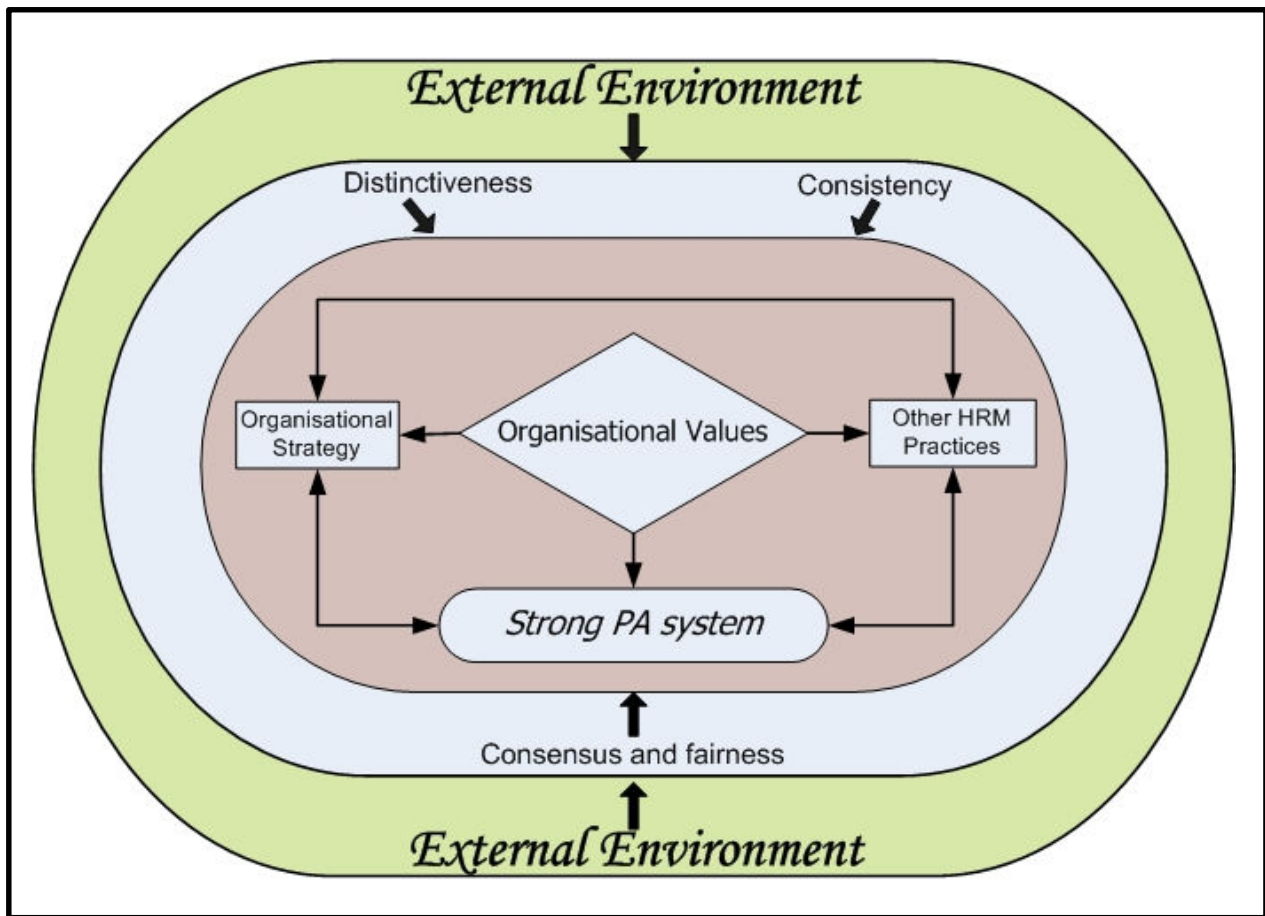 External Environment
Distinctiveness
Consistency
Organisational
Strategy
Organisational Values
Other HRM
Practices
Strong PA system
Consensus and fairness
External Environment